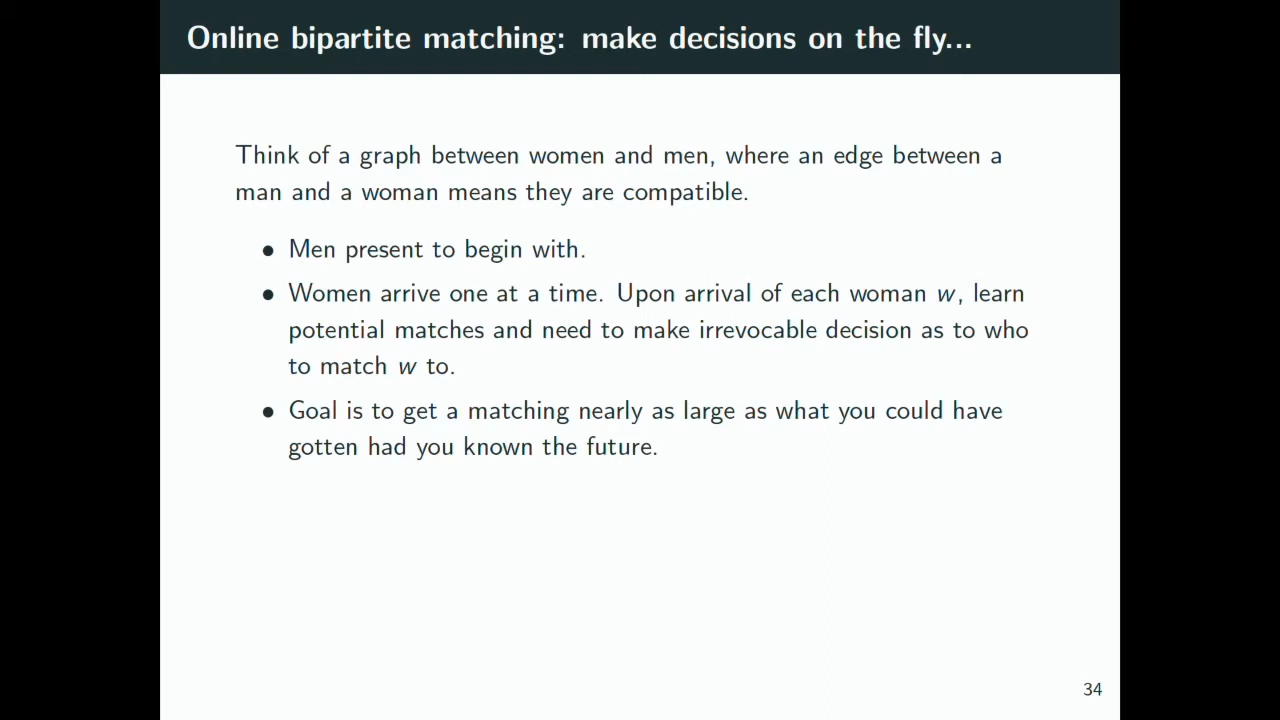 Online bipartite matching: make decisions on the fly...
Think of a graph between women and men, where an edge between a
man and a woman means they are compatible.
• Men present to begin with.
• Women arrive one at a time. Upon arrival of each woman w, learn
potential matches and need to make irrevocable decision as to who
to match w to.
• Goal is to get a matching nearly as large as what you could have
gotten had you known the future.
34